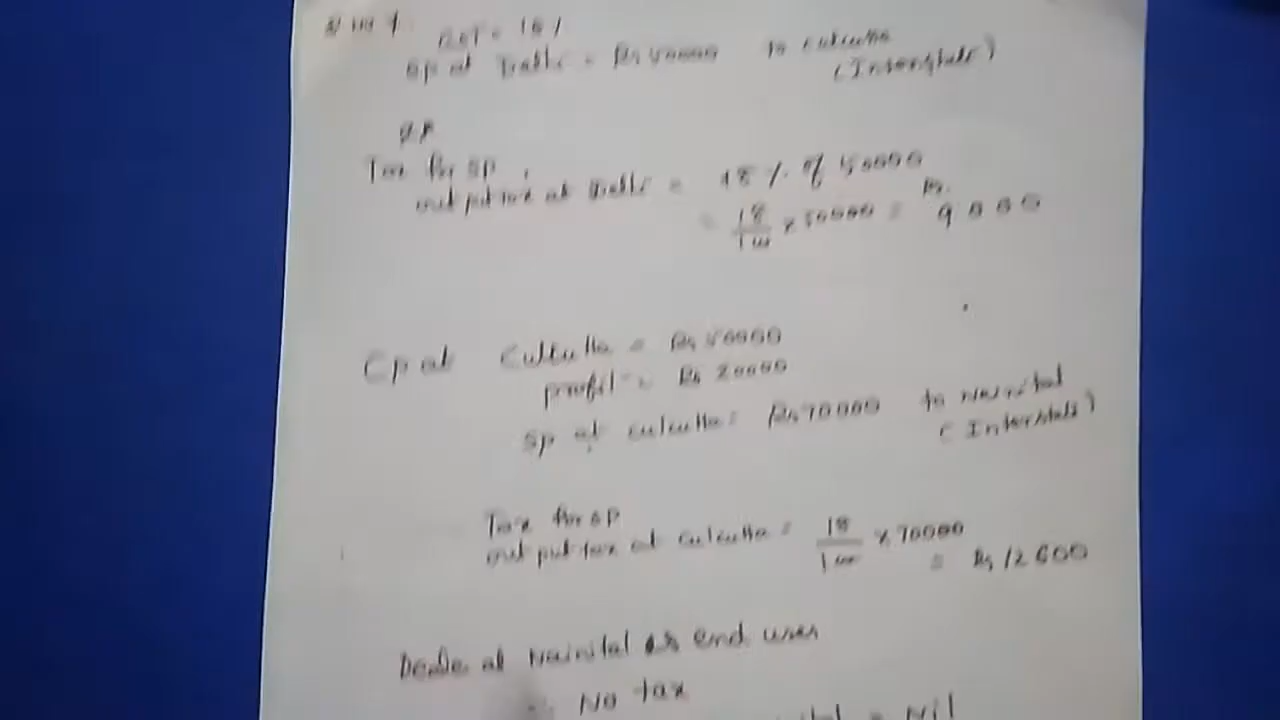 GST = 18 %
SP at Delhi = Rs 50000 to Calcutta
(Interstate)
Tax for SP
output tax at Delhi = 18 % of 50000
= 18/100 x 50000 = Rs. 9000
Cp at Calcutta = Rs 50000
profit = Rs 20000
Sp at Calcutta = Rs 70000 to Nainital
(Interstate)
Tax for SP
output tax at Calcutta = 18/100 x 70000
= Rs 12600
Dealer at Nainital is end user
∴ No tax
= Nil